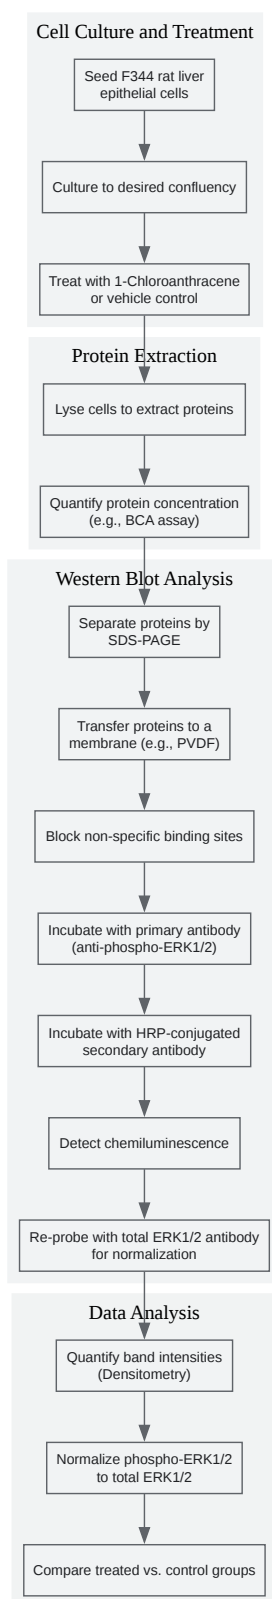 Cell Culture and Treatment
Seed F344 rat liver
epithelial cells
Culture to desired confluency
Treat with 1-Chloroanthracene
or vehicle control
Protein Extraction
Lyse cells to extract proteins
Quantify protein concentration
(e.g., BCA assay)
Western Blot Analysis
Separate proteins by
SDS-PAGE
Transfer proteins to a
membrane (e.g., PVDF)
Block non-specific binding sites
Incubate with primary antibody
(anti-phospho-ERK1/2)
Incubate with HRP-conjugated
secondary antibody
Detect chemiluminescence
Re-probe with total ERK1/2 antibody
for normalization
Data Analysis
Quantify band intensities
(Densitometry)
Normalize phospho-ERK1/2
to total ERK1/2
Compare treated vs. control groups